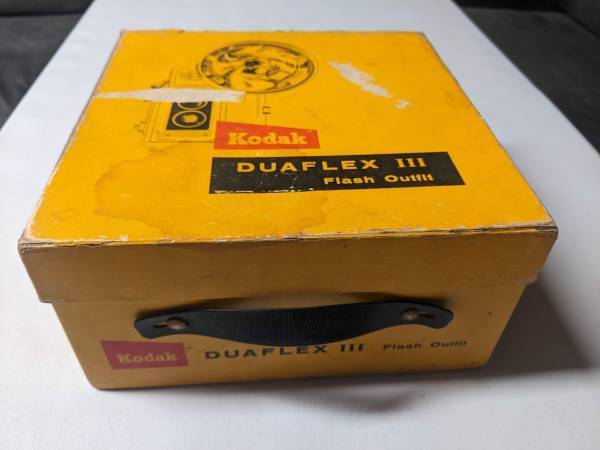 Kodak
DUAFLEX III
Flash Outfit
Kodak DUAFLEX III Flash Outfit